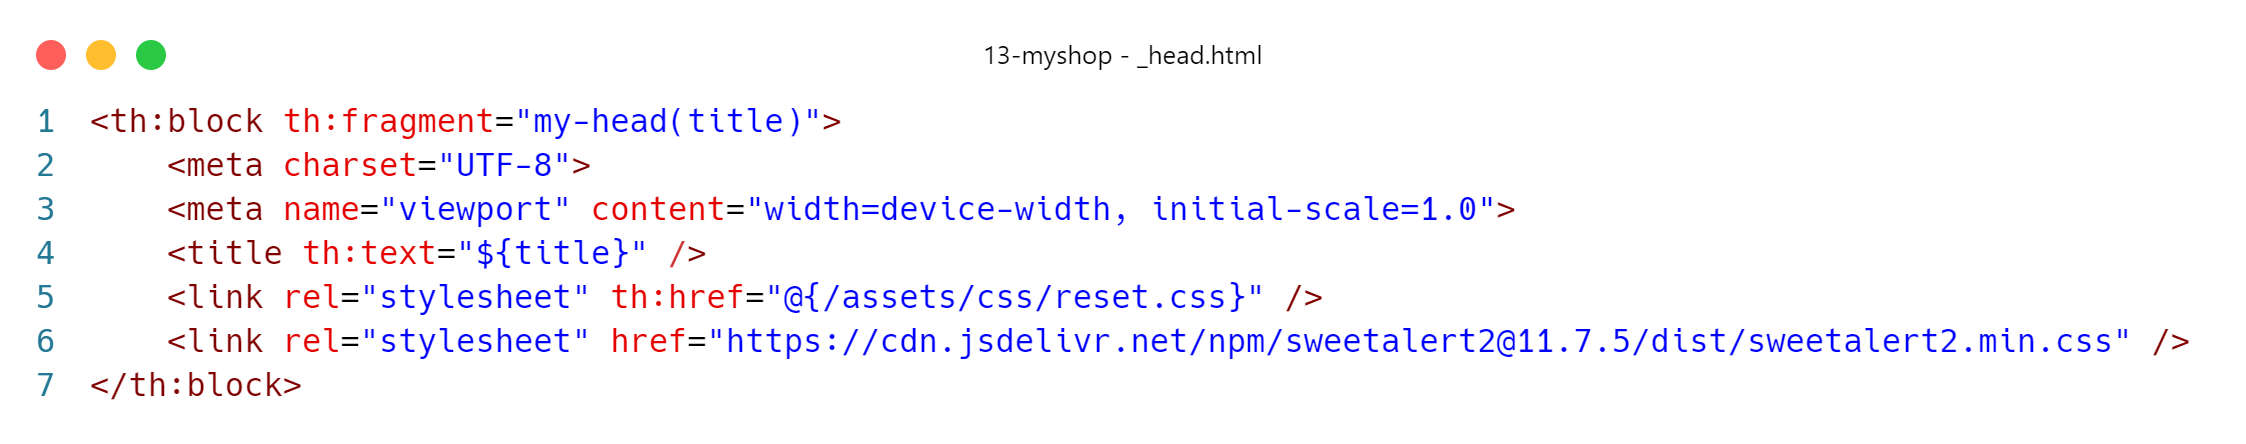 13-myshop - _head.html
1 <th:block th:fragment="my-head(title)">
2     <meta charset="UTF-8">
3     <meta name="viewport" content="width=device-width, initial-scale=1.0">
4     <title th:text="${title}" />
5     <link rel="stylesheet" th:href="@{/assets/css/reset.css}" />
6     <link rel="stylesheet" href="https://cdn.jsdelivr.net/npm/sweetalert2@11.7.5/dist/sweetalert2.min.css" />
7 </th:block>